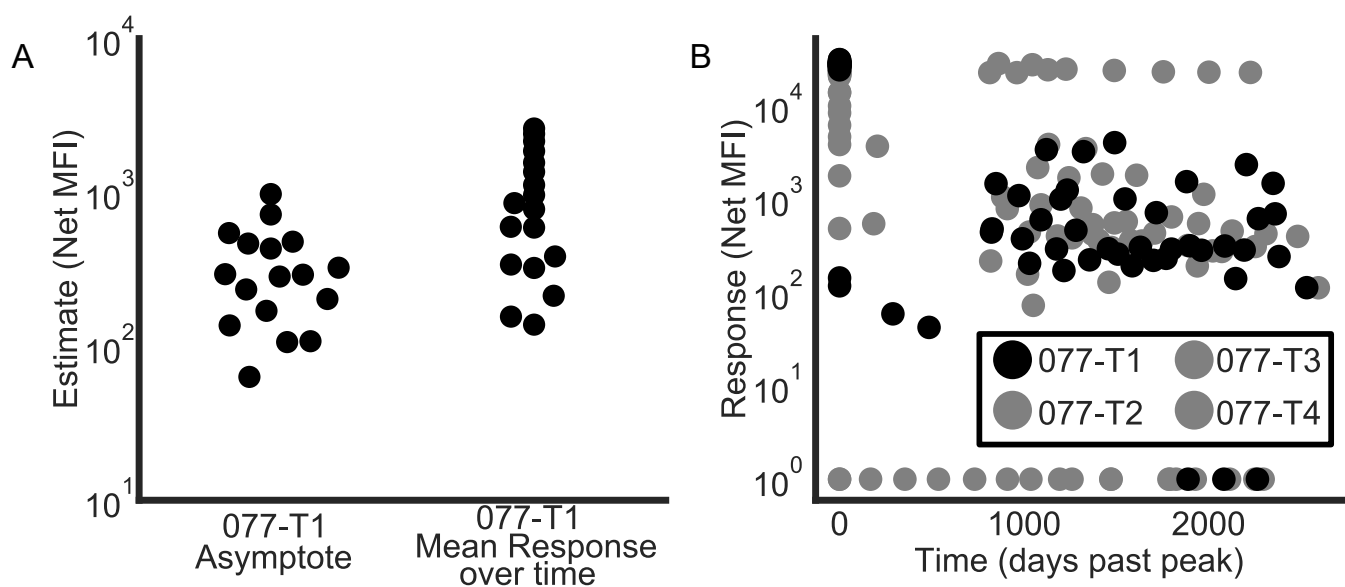 A
Estimate (Net MFI)
10^4
10^3
10^2
10^1
077-T1
Asymptote
077-T1
Mean Response
over time
B
Response (Net MFI)
10^4
10^3
10^2
10^1
10^0
077-T1
077-T3
077-T2
077-T4
0
1000
2000
Time (days past peak)